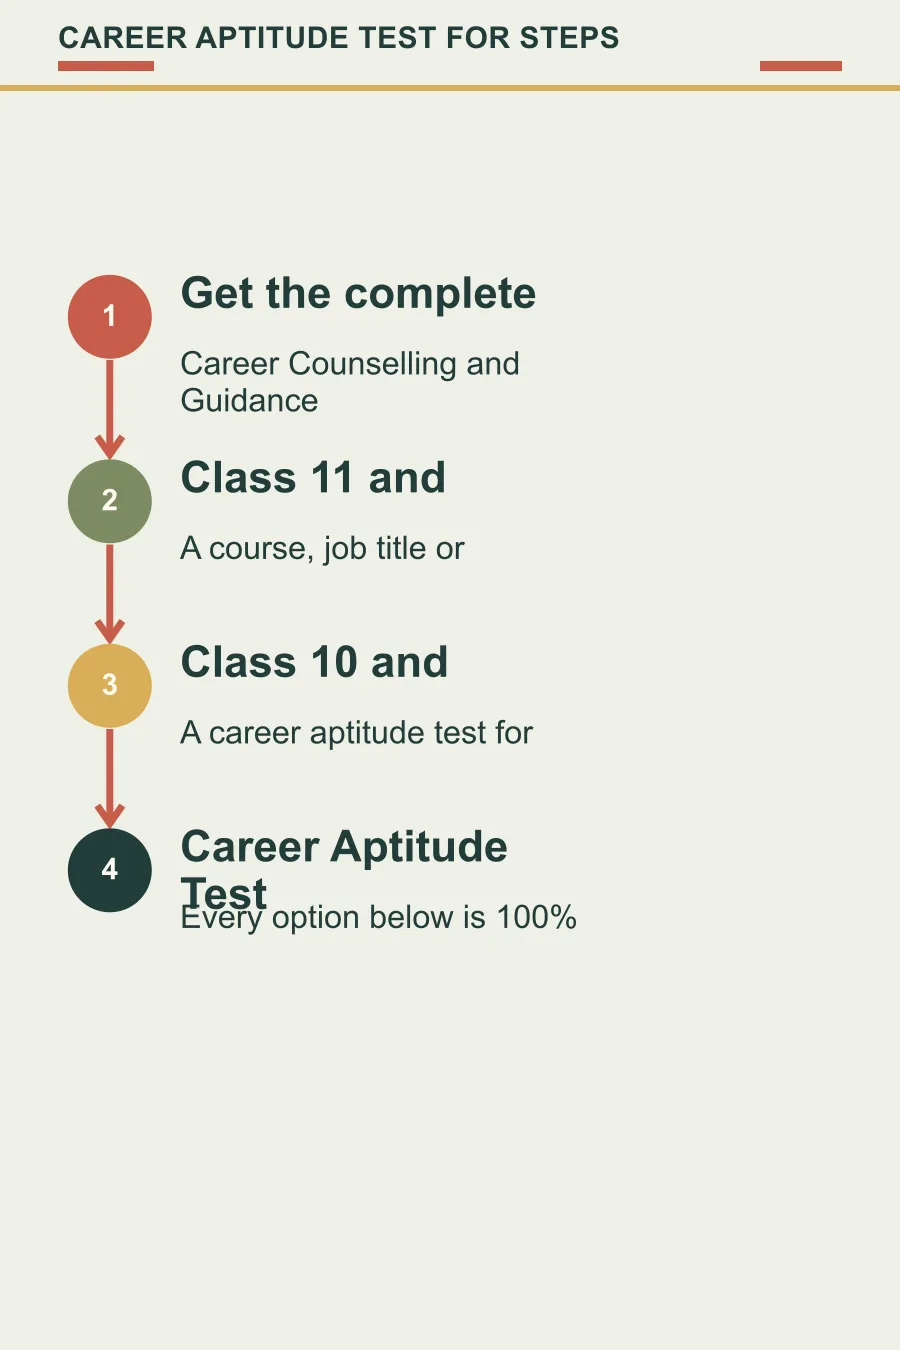 CAREER APTITUDE TEST FOR STEPS
1
Get the complete
Career Counselling and
Guidance
2
Class 11 and
A course, job title or
3
Class 10 and
A career aptitude test for
4
Career Aptitude
Test
Every option below is 100%